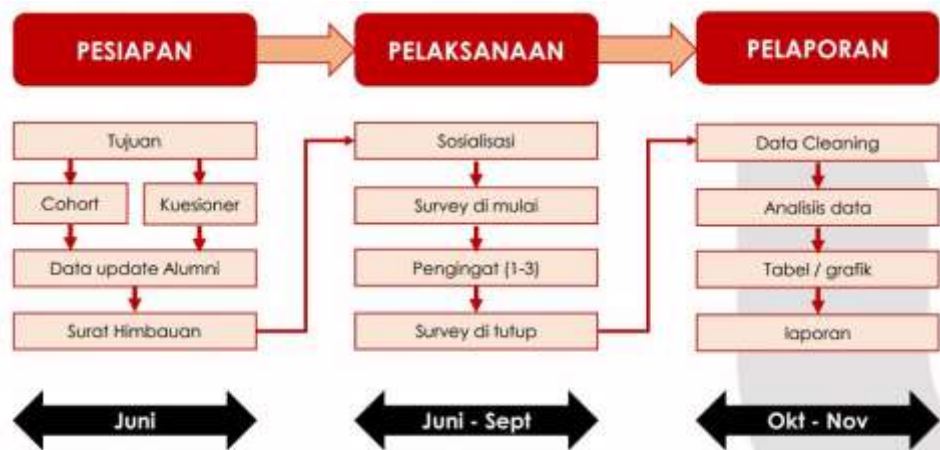 PESIAPAN
PELAKSANAAN
PELAPORAN
Tujuan
Cohort
Kuesioner
Data update Alumni
Surat Himbauan
Sosialisasi
Survey di mulai
Pengingat (1-3)
Survey di tutup
Data Cleaning
Analisis data
Tabel / grafik
laporan
Juni
Juni - Sept
Okt - Nov